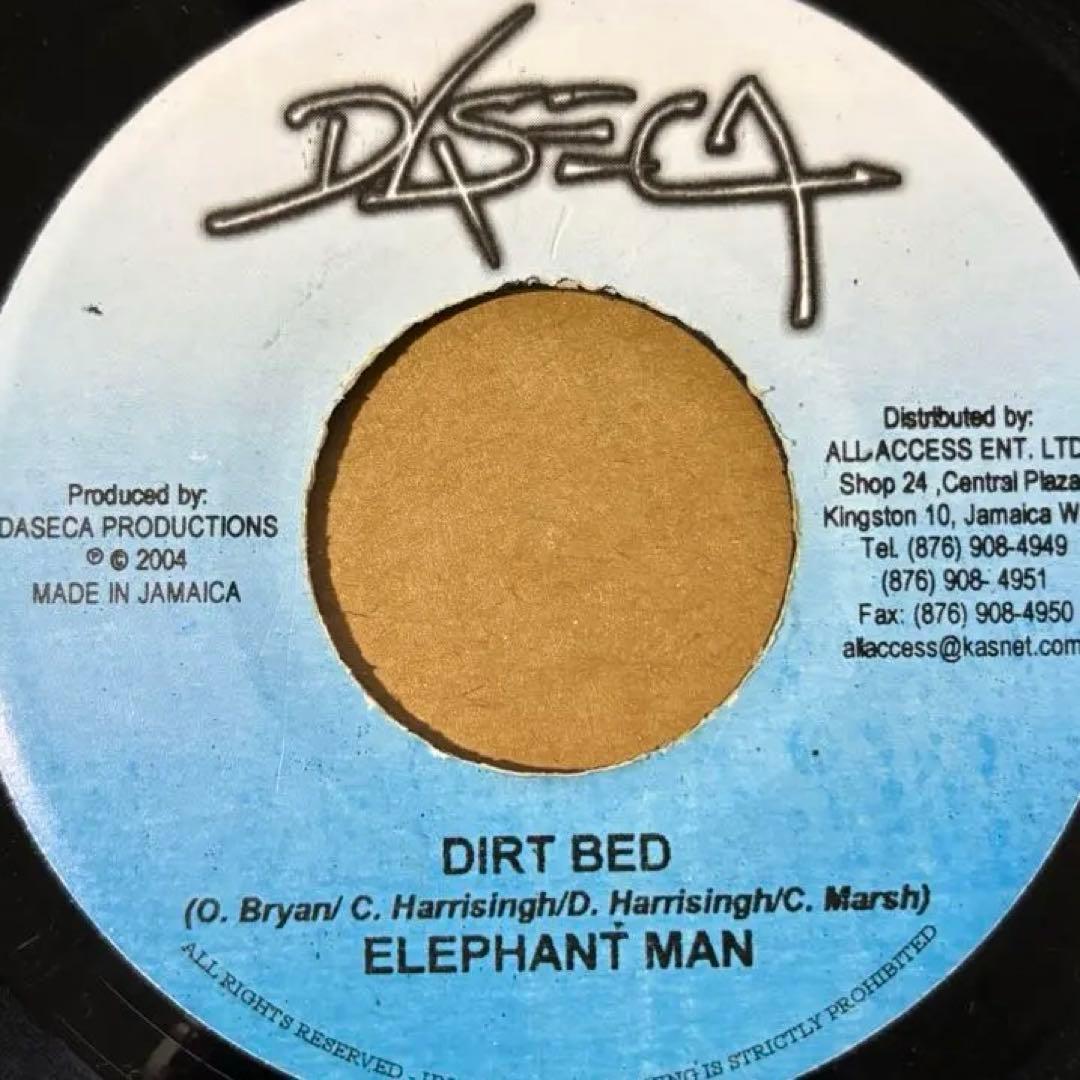 DASECA
Produced by:
DASECA PRODUCTIONS
℗ © 2004
MADE IN JAMAICA
Distributed by:
ALL ACCESS ENT. LTD
Shop 24 ,Central Plaza
Kingston 10, Jamaica W
Tel. (876) 908-4949
(876) 908- 4951
Fax: (876) 908-4950
allaccess@kasnet.com
DIRT BED
(O. Bryan/ C. Harrisingh/D. Harrisingh/C. Marsh)
ELEPHANT MAN
ALL RIGHTS RESERVED - IS STRICTLY PROHIBITED